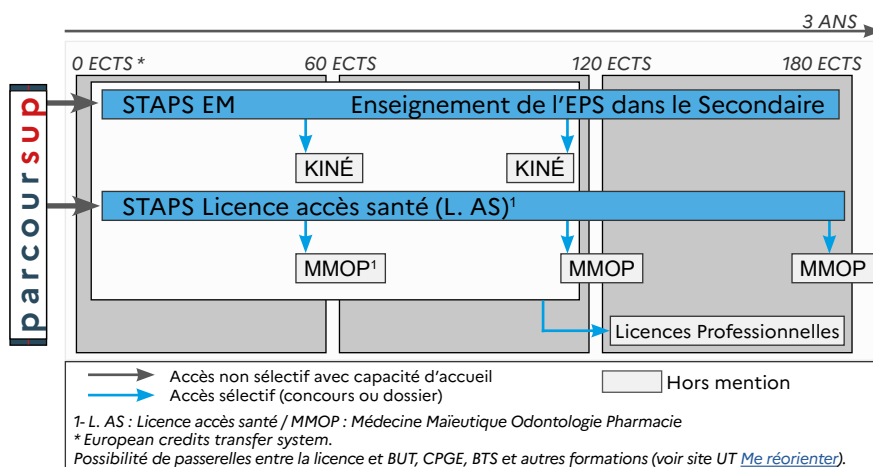 3 ANS
0 ECTS * 60 ECTS 120 ECTS 180 ECTS
parcoursup
STAPS EM Enseignement de l'EPS dans le Secondaire
KINÉ KINÉ
STAPS Licence accès santé (L. AS)¹
MMOP¹ MMOP MMOP
Licences Professionnelles
Accès non sélectif avec capacité d'accueil
Accès sélectif (concours ou dossier)
Hors mention
1- L. AS : Licence accès santé / MMOP : Médecine Maïeutique Odontologie Pharmacie
* European credits transfer system.
Possibilité de passerelles entre la licence et BUT, CPGE, BTS et autres formations (voir site UT Me réorienter).